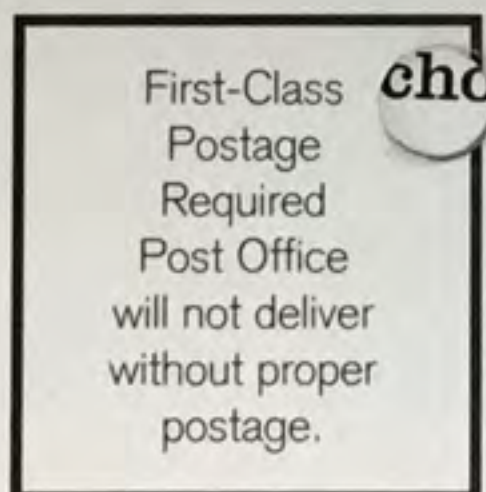 First-Class
Postage
Required
Post Office
will not deliver
without proper
postage.